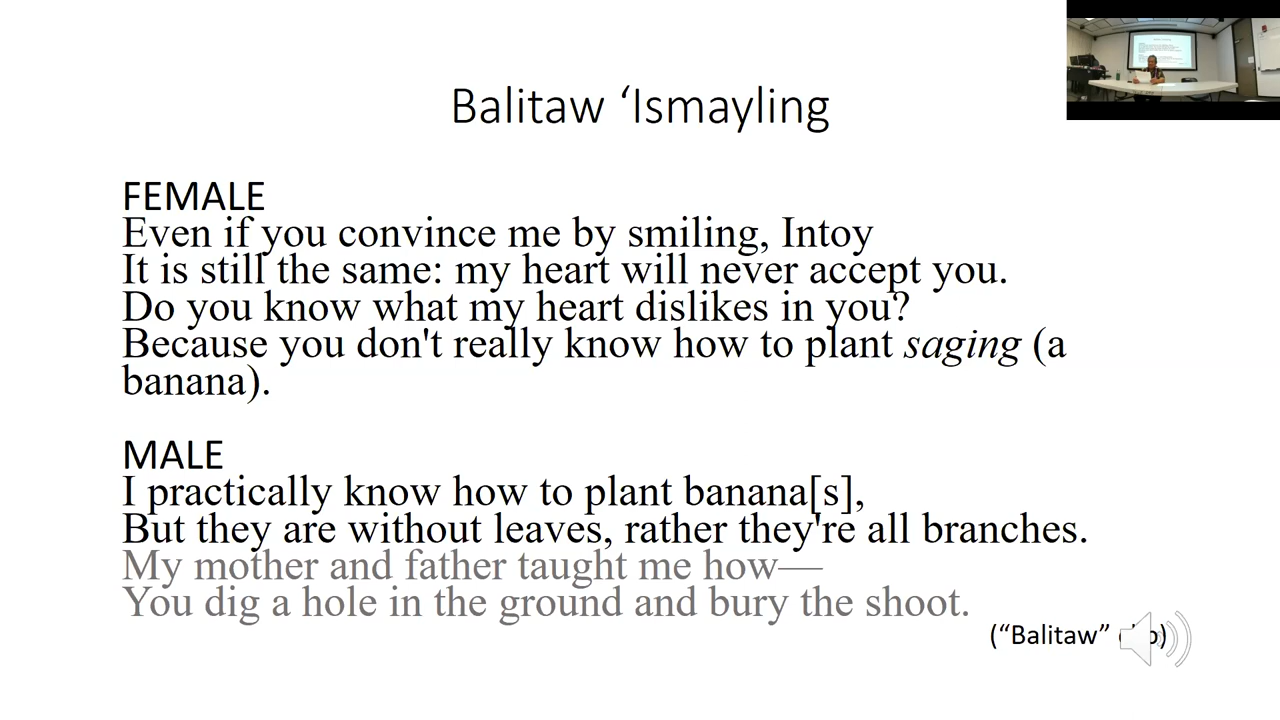 Balitaw ‘Ismayling
FEMALE
Even if you convince me by smiling, Intoy
It is still the same: my heart will never accept you.
Do you know what my heart dislikes in you?
Because you don't really know how to plant saging (a
banana).
MALE
I practically know how to plant banana[s],
But they are without leaves, rather they're all branches.
My mother and father taught me how—
You dig a hole in the ground and bury the shoot.
(“Balitaw”